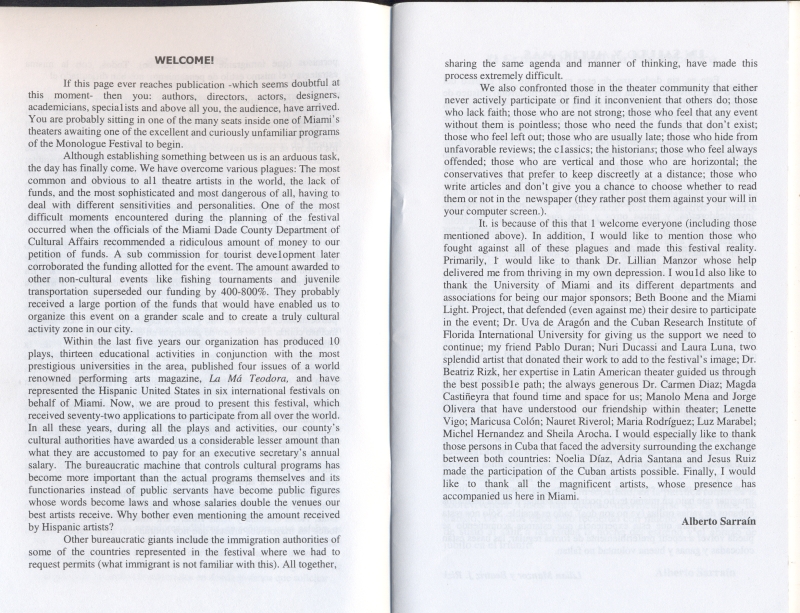 WELCOME!
If this page ever reaches publication -which seems doubtful at
this moment- then you: authors, directors, actors, designers,
academicians, specialists and above all you, the audience, have arrived.
You are probably sitting in one of the many seats inside one of Miami's
theaters awaiting one of the excellent and curiously unfamiliar programs
of the Monologue Festival to begin.
Although establishing something between us is an arduous task,
the day has finally come. We have overcome various plagues: The most
common and obvious to all theatre artists in the world, the lack of
funds, and the most sophisticated and most dangerous of all, having to
deal with different sensitivities and personalities. One of the most
difficult moments encountered during the planning of the festival
occurred when the officials of the Miami Dade County Department of
Cultural Affairs recommended a ridiculous amount of money to our
petition of funds. A sub commission for tourist development later
corroborated the funding allotted for the event. The amount awarded to
other non-cultural events like fishing tournaments and juvenile
transportation superseded our funding by 400-800%. They probably
received a large portion of the funds that would have enabled us to
organize this event on a grander scale and to create a truly cultural
activity zone in our city.
Within the last five years our organization has produced 10
plays, thirteen educational activities in conjunction with the most
prestigious universities in the area, published four issues of a world
renowned performing arts magazine, La Má Teodora, and have
represented the Hispanic United States in six international festivals on
behalf of Miami. Now, we are proud to present this festival, which
received seventy-two applications to participate from all over the world.
In all these years, during all the plays and activities, our county's
cultural authorities have awarded us a considerable lesser amount than
what they are accustomed to pay for an executive secretary's annual
salary. The bureaucratic machine that controls cultural programs has
become more important than the actual programs themselves and its
functionaries instead of public servants have become public figures
whose words become laws and whose salaries double the venues our
best artists receive. Why bother even mentioning the amount received
by Hispanic artists?
Other bureaucratic giants include the immigration authorities of
some of the countries represented in the festival where we had to
request permits (what immigrant is not familiar with this). All together,
sharing the same agenda and manner of thinking, have made this
process extremely difficult.
We also confronted those in the theater community that either
never actively participate or find it inconvenient that others do; those
who lack faith; those who are not strong; those who feel that any event
without them is pointless; those who need the funds that don't exist;
those who feel left out; those who are usually late; those who hide from
unfavorable reviews; the classics; the historians; those who feel always
offended; those who are vertical and those who are horizontal; the
conservatives that prefer to keep discreetly at a distance; those who
write articles and don't give you a chance to choose whether to read
them or not in the newspaper (they rather post them against your will in
your computer screen.).
It. is because of this that I welcome everyone (including those
mentioned above). In addition, I would like to mention those who
fought against all of these plagues and made this festival reality.
Primarily, I would like to thank Dr. Lillian Manzor whose help
delivered me from thriving in my own depression. I would also like to
thank the University of Miami and its different departments and
associations for being our major sponsors; Beth Boone and the Miami
Light. Project, that defended (even against me) their desire to participate
in the event; Dr. Uva de Aragón and the Cuban Research Institute of
Florida International University for giving us the support we need to
continue; my friend Pablo Duran; Nuri Ducassi and Laura Luna, two
splendid artist that donated their work to add to the festival's image; Dr.
Beatriz Rizk, her expertise in Latin American theater guided us through
the best possible path; the always generous Dr. Carmen Diaz; Magda
Castiñeyra that found time and space for us; Manolo Mena and Jorge
Olivera that have understood our friendship within theater; Lenette
Vigo; Maricusa Colón; Nauret Riverol; Maria Rodríguez; Luz Marabel;
Michel Hernandez and Sheila Arocha. I would especially like to thank
those persons in Cuba that faced the adversity surrounding the exchange
between both countries: Noelia Díaz, Adria Santana and Jesus Ruiz
made the participation of the Cuban artists possible. Finally, I would
like to thank all the magnificent artists, whose presence has
accompanied us here in Miami.
Alberto Sarraín